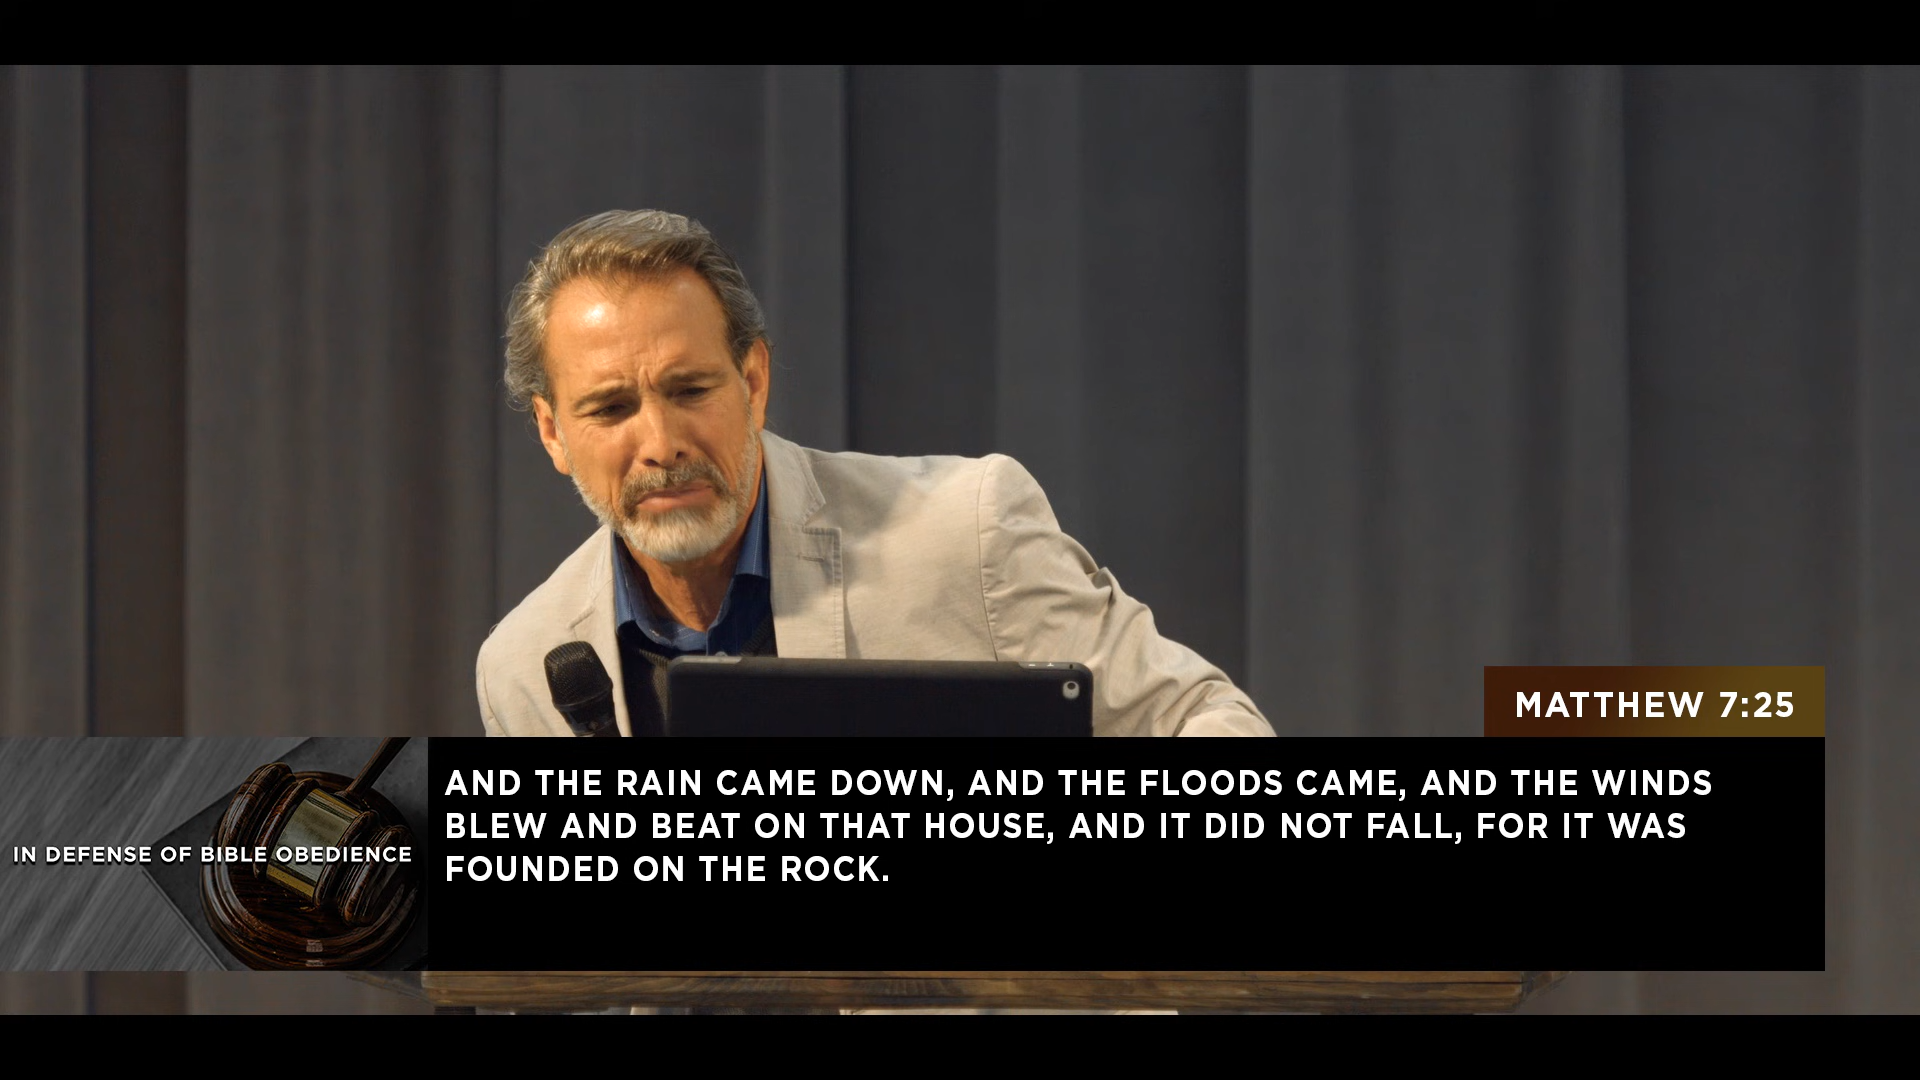 MATTHEW 7:25
AND THE RAIN CAME DOWN, AND THE FLOODS CAME, AND THE WINDS
BLEW AND BEAT ON THAT HOUSE, AND IT DID NOT FALL, FOR IT WAS
FOUNDED ON THE ROCK.
IN DEFENSE OF BIBLE OBEDIENCE